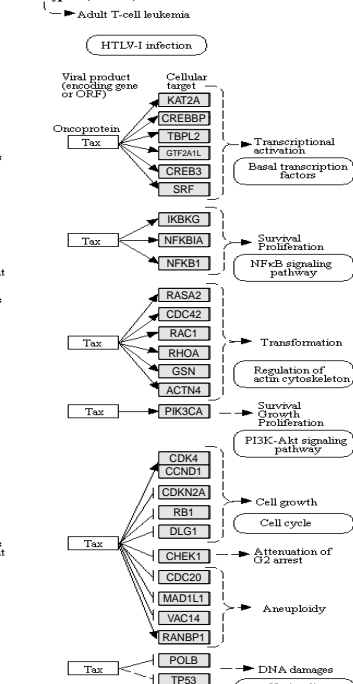 Adult T-cell leukemia
HTLV-I infection
Viral product
(encoding gene
or ORF)
Cellular
target
Oncoprotein
Tax
KAT2A
CREBBP
TBPL2
GTF2A1L
CREB3
SRF
Transcriptional
activation
Basal transcription
factors
Tax
IKBKG
NFKBIA
NFKB1
Survival
Proliferation
NFκB signaling
pathway
Tax
RASA2
CDC42
RAC1
RHOA
GSN
ACTN4
Transformation
Regulation of
actin cytoskeleton
Tax
PIK3CA
Survival
Growth
Proliferation
PI3K-Akt signaling
pathway
Tax
CDK4
CCND1
CDKN2A
RB1
DLG1
Cell growth
Cell cycle
CHEK1
Attenuation of
G2 arrest
CDC20
MAD1L1
VAC14
RANBP1
Aneuploidy
Tax
POLB
TP53
DNA damages